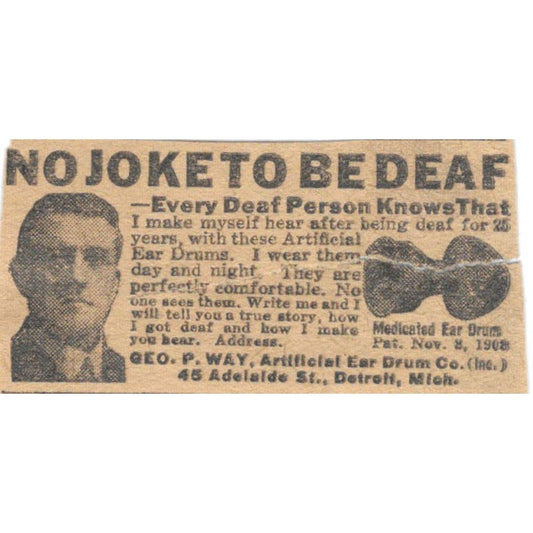 NO JOKE TO BE DEAF
—Every Deaf Person Knows That
I make myself hear after being deaf for 25
years, with these Artificial
Ear Drums. I wear them
day and night. They are
perfectly comfortable. No
one sees them. Write me and I
will tell you a true story, how
I got deaf and how I make
you hear. Address.
Medicated Ear Drum
Pat. Nov. 3, 1908
GEO. P. WAY, Artificial Ear Drum Co. (Inc.)
45 Adelaide St., Detroit, Mich.